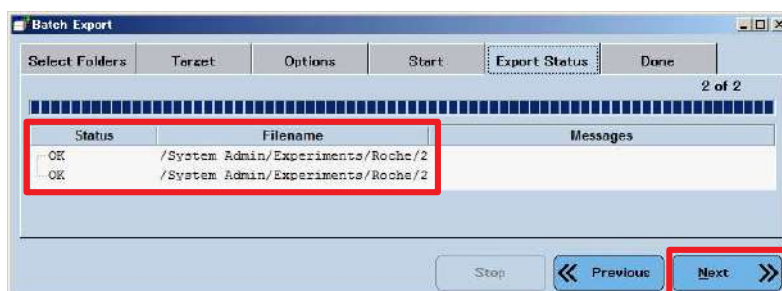 Batch Export
Select Folders Target Options Start Export Status Done
2 of 2
Status Filename Messages
OK /System Admin/Experiments/Roche/2
OK /System Admin/Experiments/Roche/2
Stop Previous Next